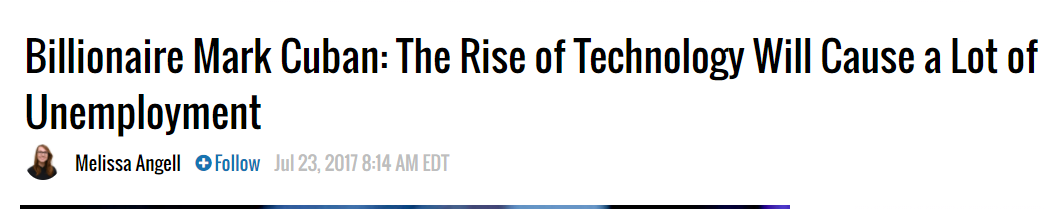 Billionaire Mark Cuban: The Rise of Technology Will Cause a Lot of
Unemployment
Melissa Angell Follow Jul 23, 2017 8:14 AM EDT